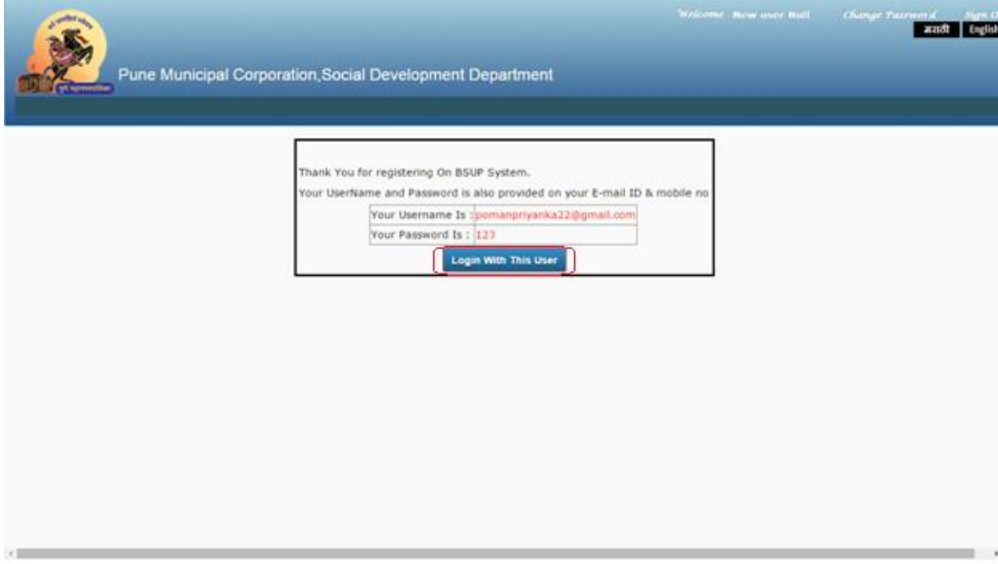 Welcome New user Null Change Password Sign O
मराठी English
Pune Municipal Corporation,Social Development Department
Thank You for registering On BSUP System.
Your UserName and Password is also provided on your E-mail ID & mobile no
Your Username Is : pomanpriyanka22@gmail.com
Your Password Is : 123
Login With This User